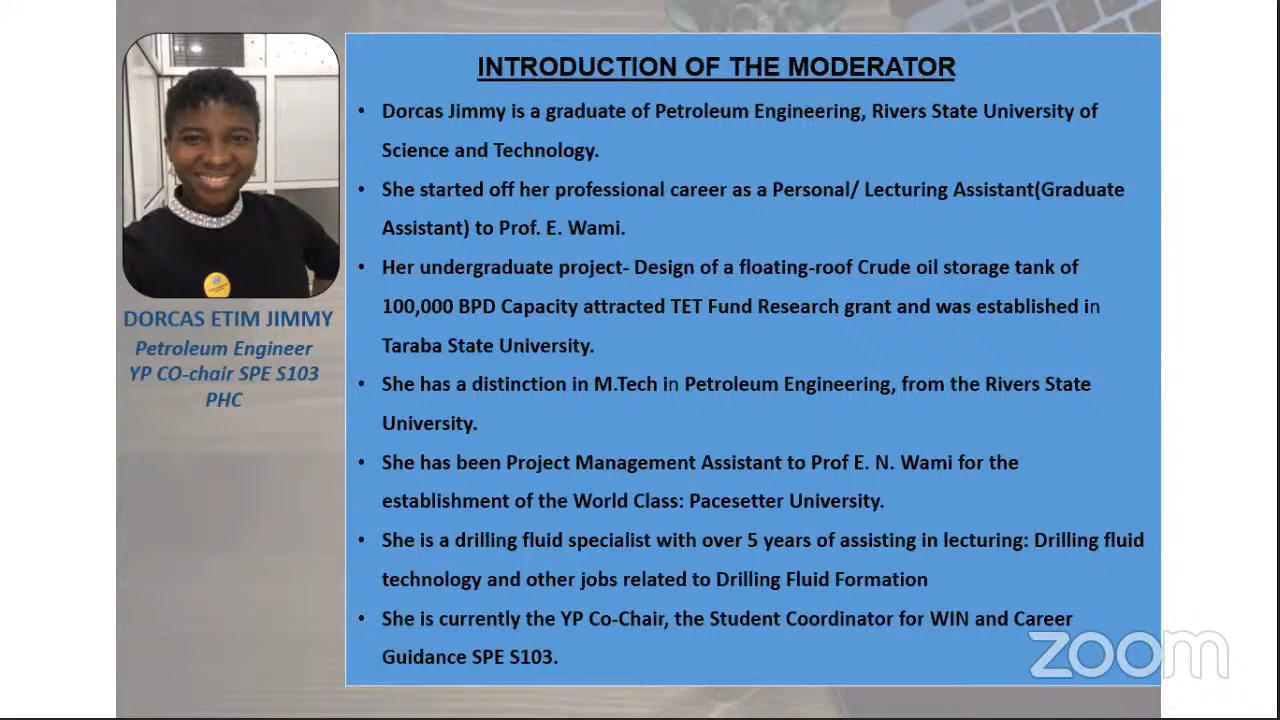 INTRODUCTION OF THE MODERATOR
• Dorcas Jimmy is a graduate of Petroleum Engineering, Rivers State University of
Science and Technology.
• She started off her professional career as a Personal/ Lecturing Assistant(Graduate
Assistant) to Prof. E. Wami.
• Her undergraduate project- Design of a floating-roof Crude oil storage tank of
100,000 BPD Capacity attracted TET Fund Research grant and was established in
Taraba State University.
• She has a distinction in M.Tech in Petroleum Engineering, from the Rivers State
University.
• She has been Project Management Assistant to Prof E. N. Wami for the
establishment of the World Class: Pacesetter University.
• She is a drilling fluid specialist with over 5 years of assisting in lecturing: Drilling fluid
technology and other jobs related to Drilling Fluid Formation
• She is currently the YP Co-Chair, the Student Coordinator for WIN and Career
Guidance SPE S103.
DORCAS ETIM JIMMY
Petroleum Engineer
YP CO-chair SPE S103
PHC
zoom